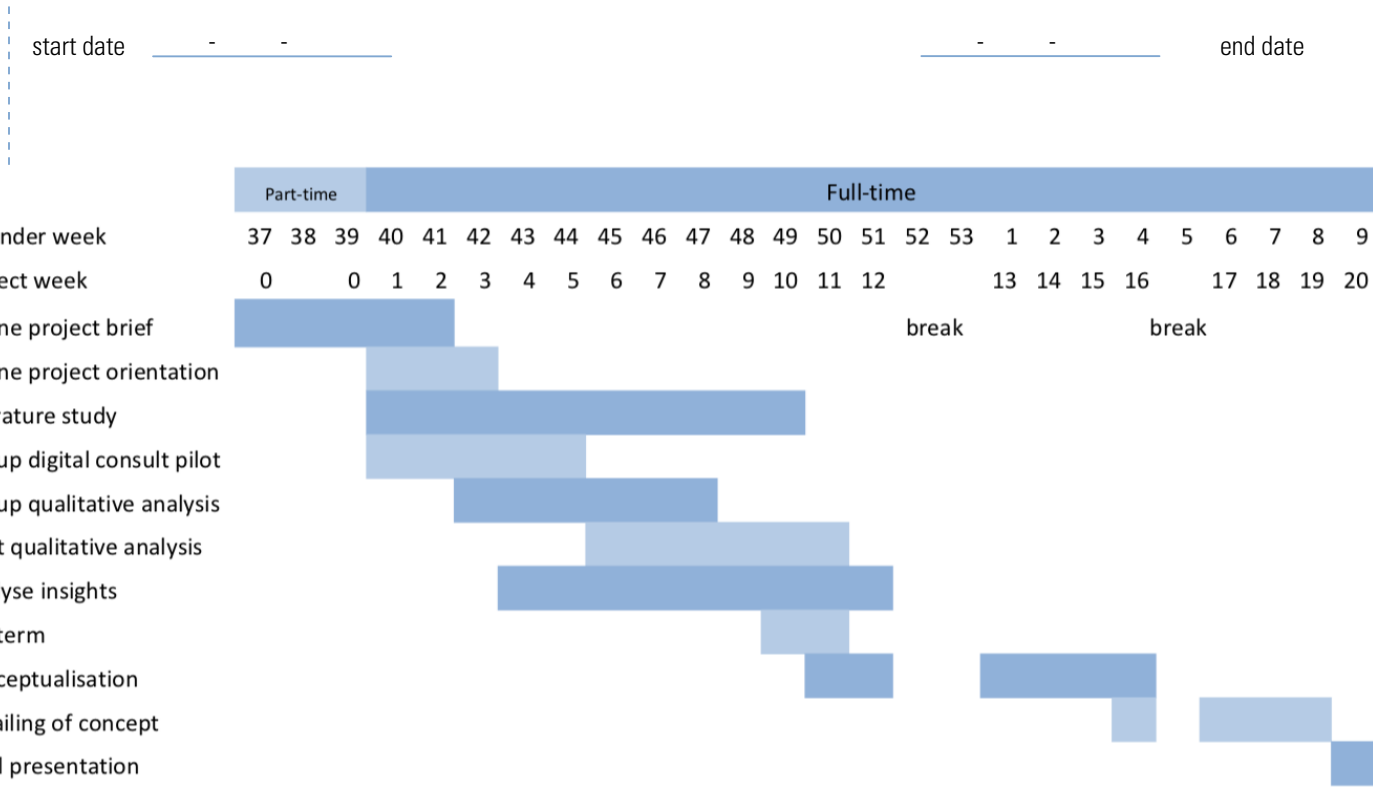 start date - - - - end date
Part-time Full-time
nder week 37 38 39 40 41 42 43 44 45 46 47 48 49 50 51 52 53 1 2 3 4 5 6 7 8 9
ect week 0 0 1 2 3 4 5 6 7 8 9 10 11 12 13 14 15 16 17 18 19 20
ne project brief break break
ne project orientation
ature study
up digital consult pilot
up qualitative analysis
t qualitative analysis
yse insights
term
ceptualisation
iling of concept
l presentation